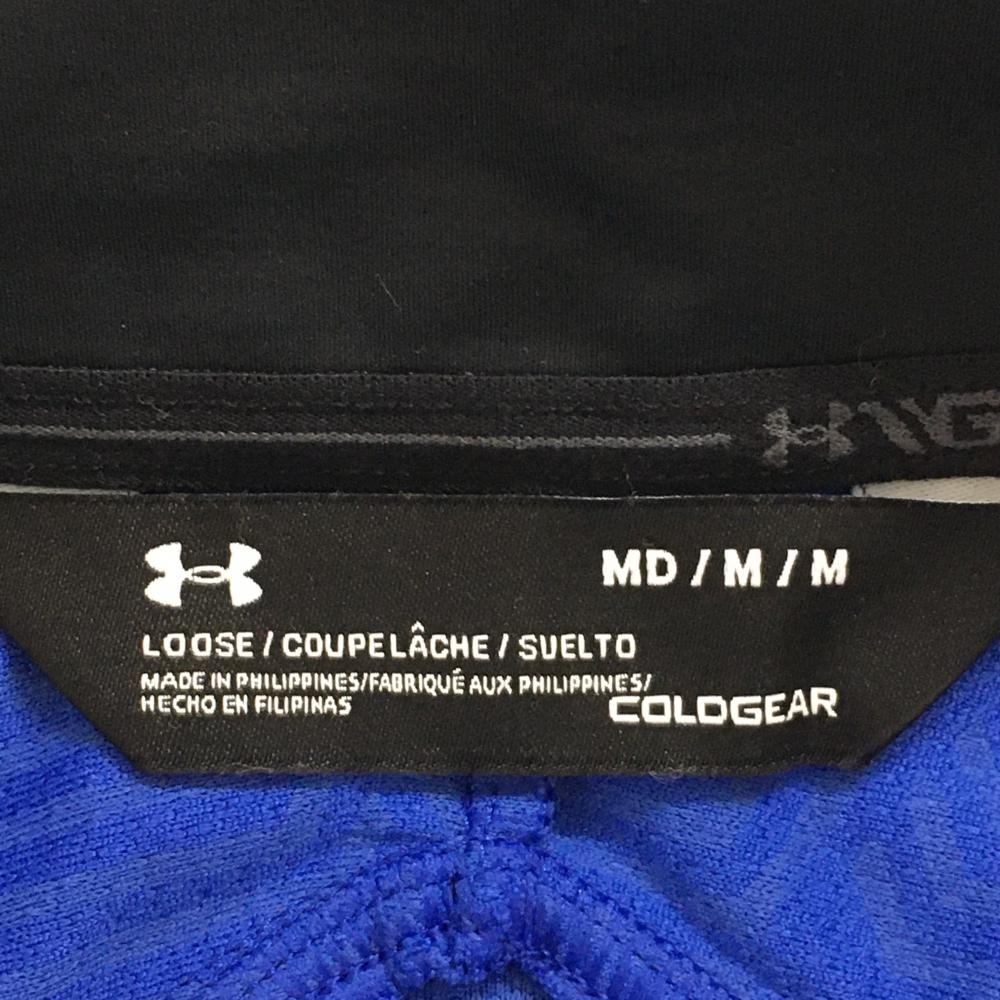 MD / M / M
LOOSE / COUPE LÂCHE / SUELTO
MADE IN PHILIPPINES/FABRIQUÉ AUX PHILIPPINES/
HECHO EN FILIPINAS
COLDGEAR